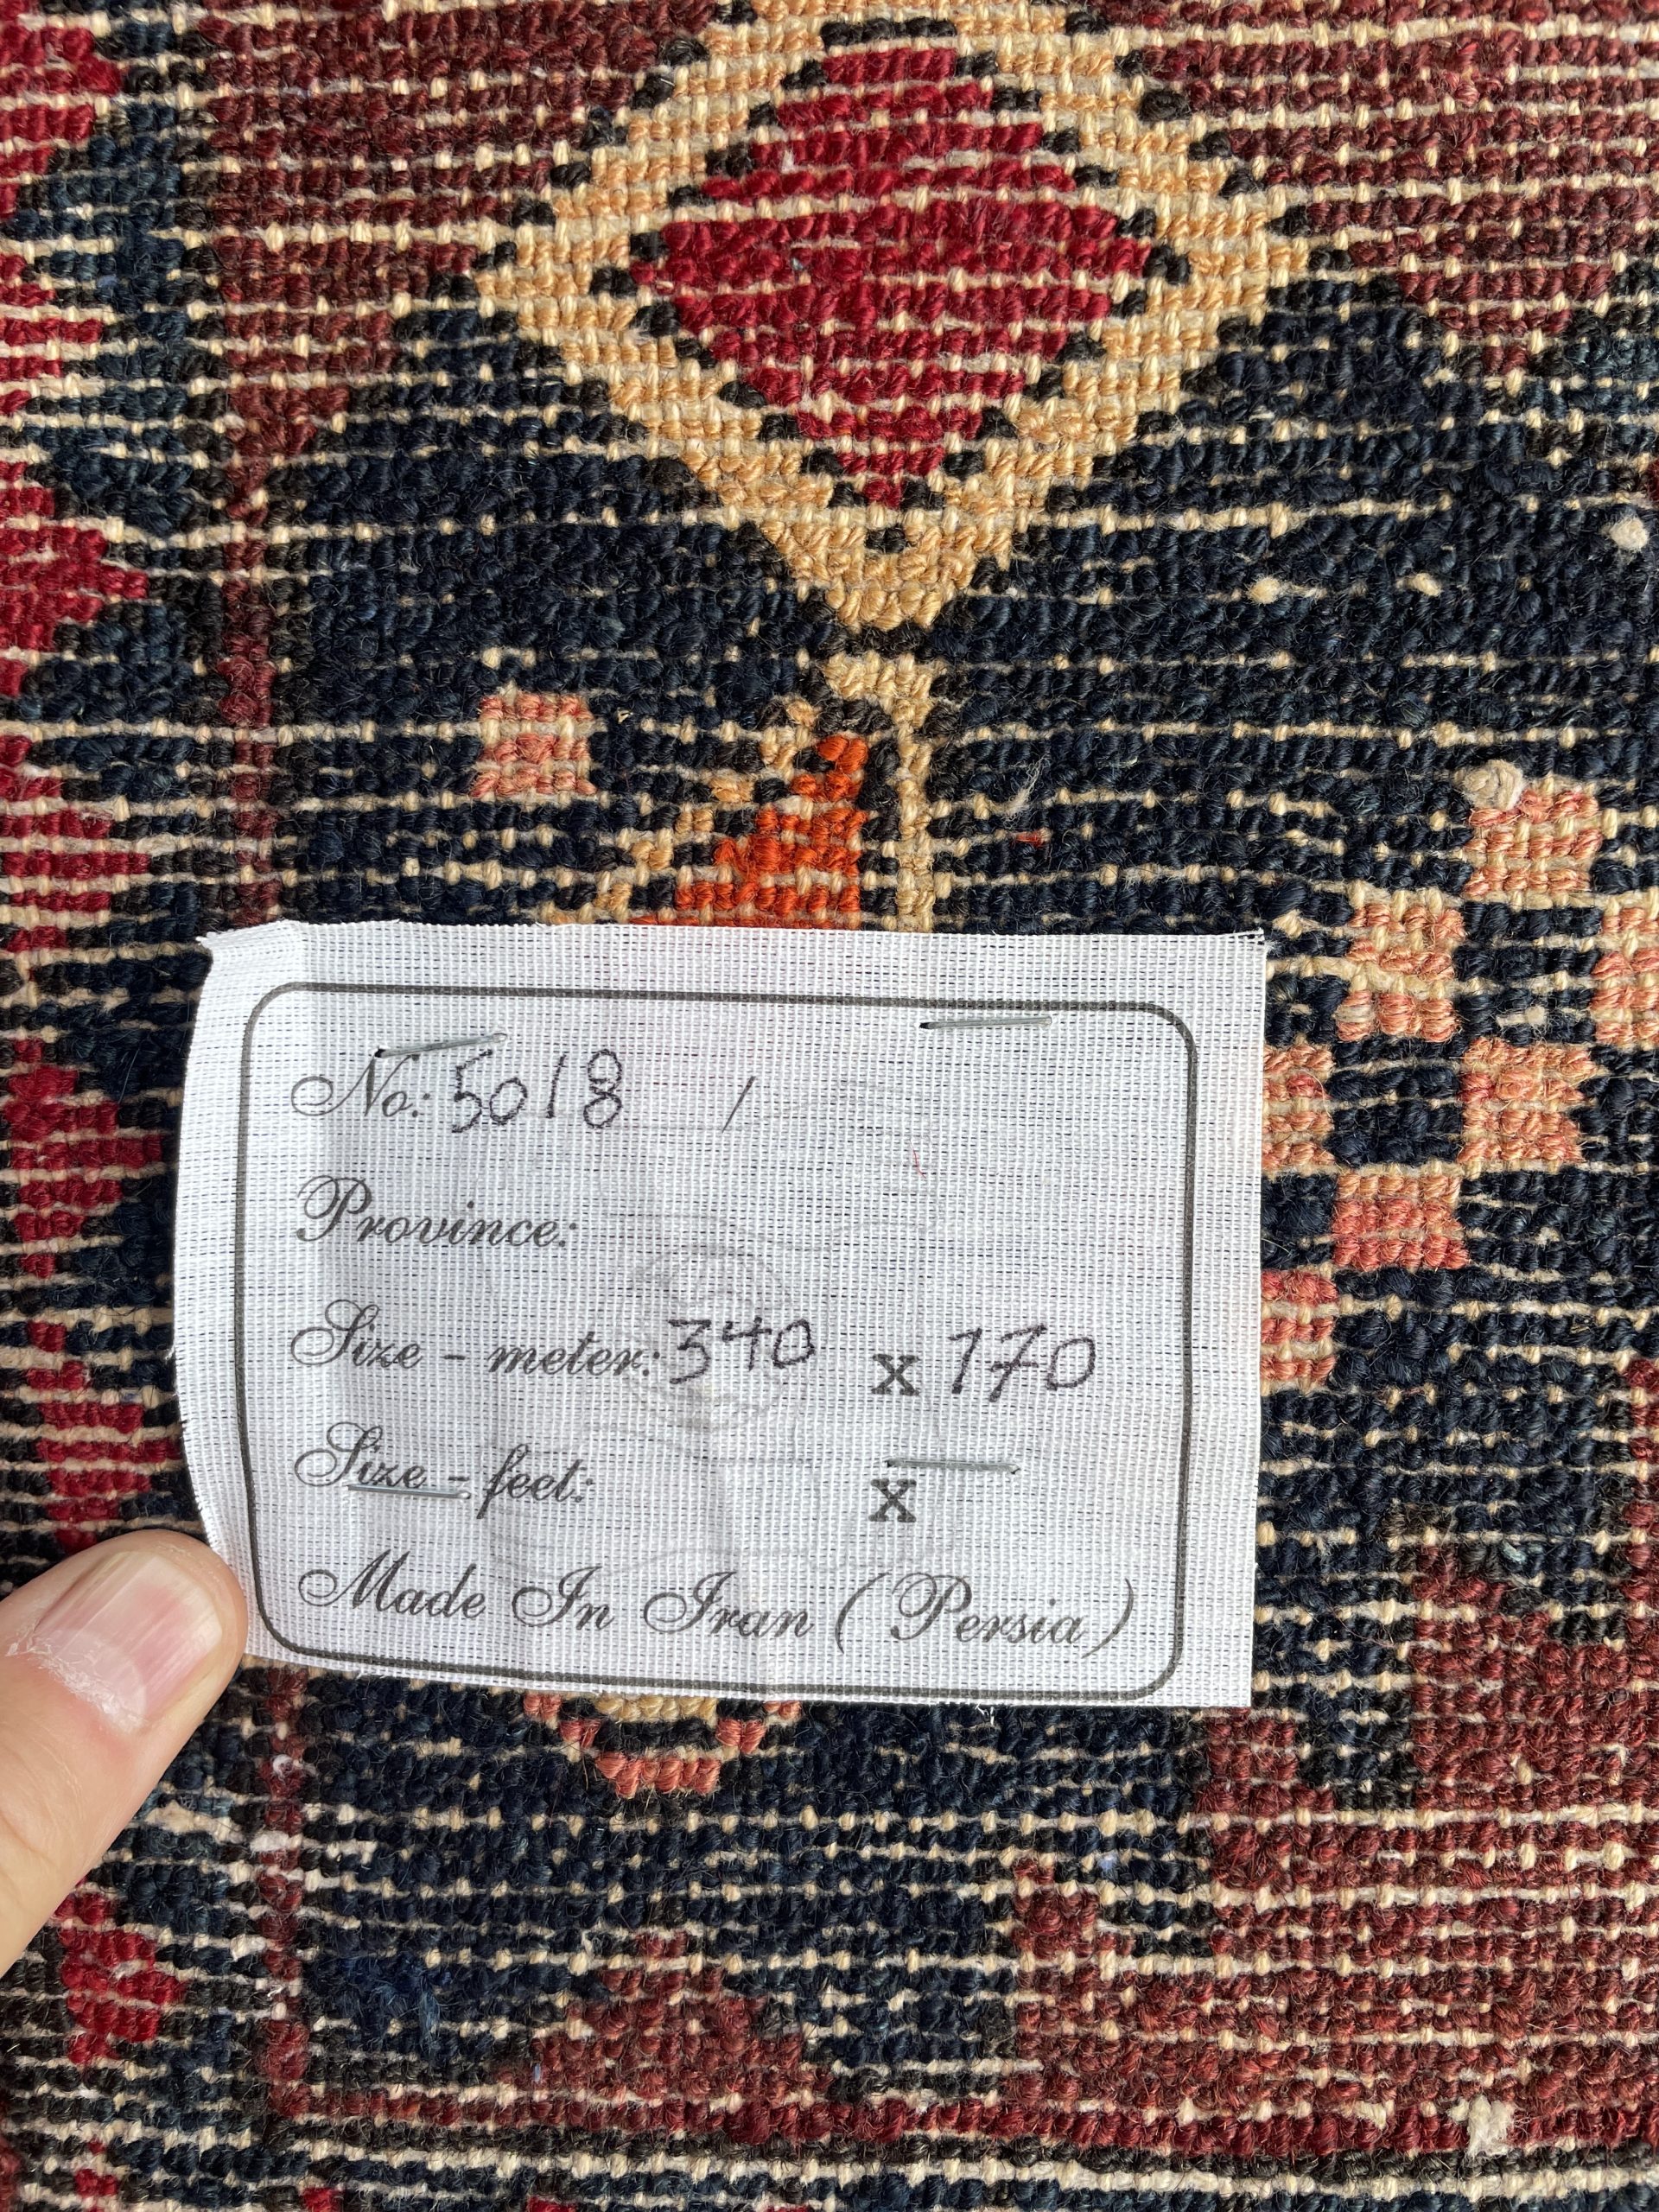 No.: 5018 /
Province:
Size - meter: 340 x 170
Size - feet: x
Made In Iran (Persia)